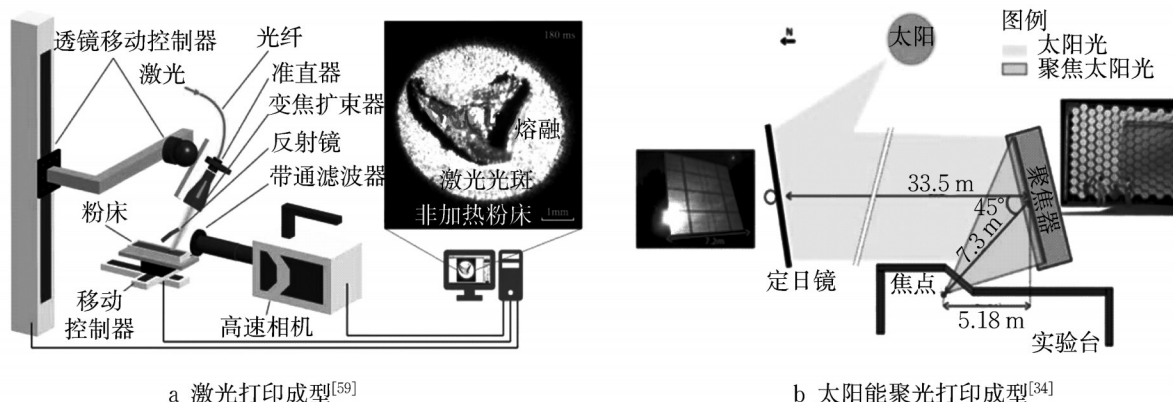 透镜移动控制器
激光
光纤
准直器
变焦扩束器
反射镜
带通滤波器
粉床
移动
控制器
高速相机
180 ms
熔融
激光光斑
非加热粉床
1mm
a 激光打印成型[59]
N
太阳
图例
太阳光
聚焦太阳光
33.5 m
45°
7.3 m
聚焦器
7.2m
定日镜
焦点
5.18 m
实验台
b 太阳能聚光打印成型[34]